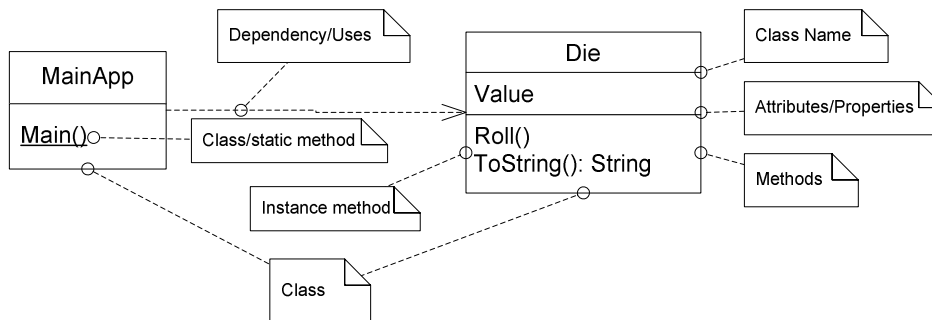 Dependency/Uses
Class Name
MainApp
Die
Value
Attributes/Properties
Main()
Class/static method
Roll()
ToString(): String
Methods
Instance method
Class